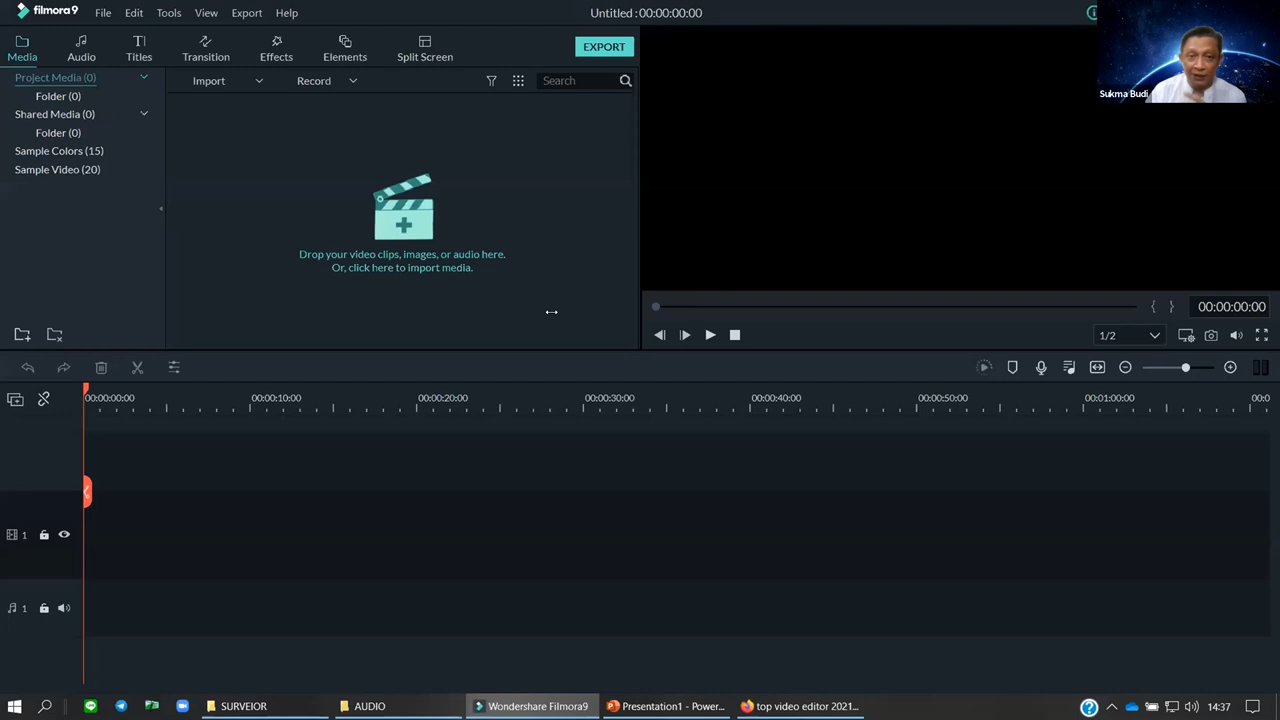 filmora9 File Edit Tools View Export Help Untitled : 00:00:00:00
Media Audio Titles Transition Effects Elements Split Screen EXPORT
Project Media (0) Import Record Search
Folder (0)
Shared Media (0)
Folder (0)
Sample Colors (15)
Sample Video (20)
Sukma Budi
Drop your video clips, images, or audio here.
Or, click here to import media.
00:00:00:00
1/2
00:00:00:00 00:00:10:00 00:00:20:00 00:00:30:00 00:00:40:00 00:00:50:00 00:01:00:00 00:0
1
1
SURVEIOR AUDIO Wondershare Filmora9 Presentation1 - Power... top video editor 2021... 14:37